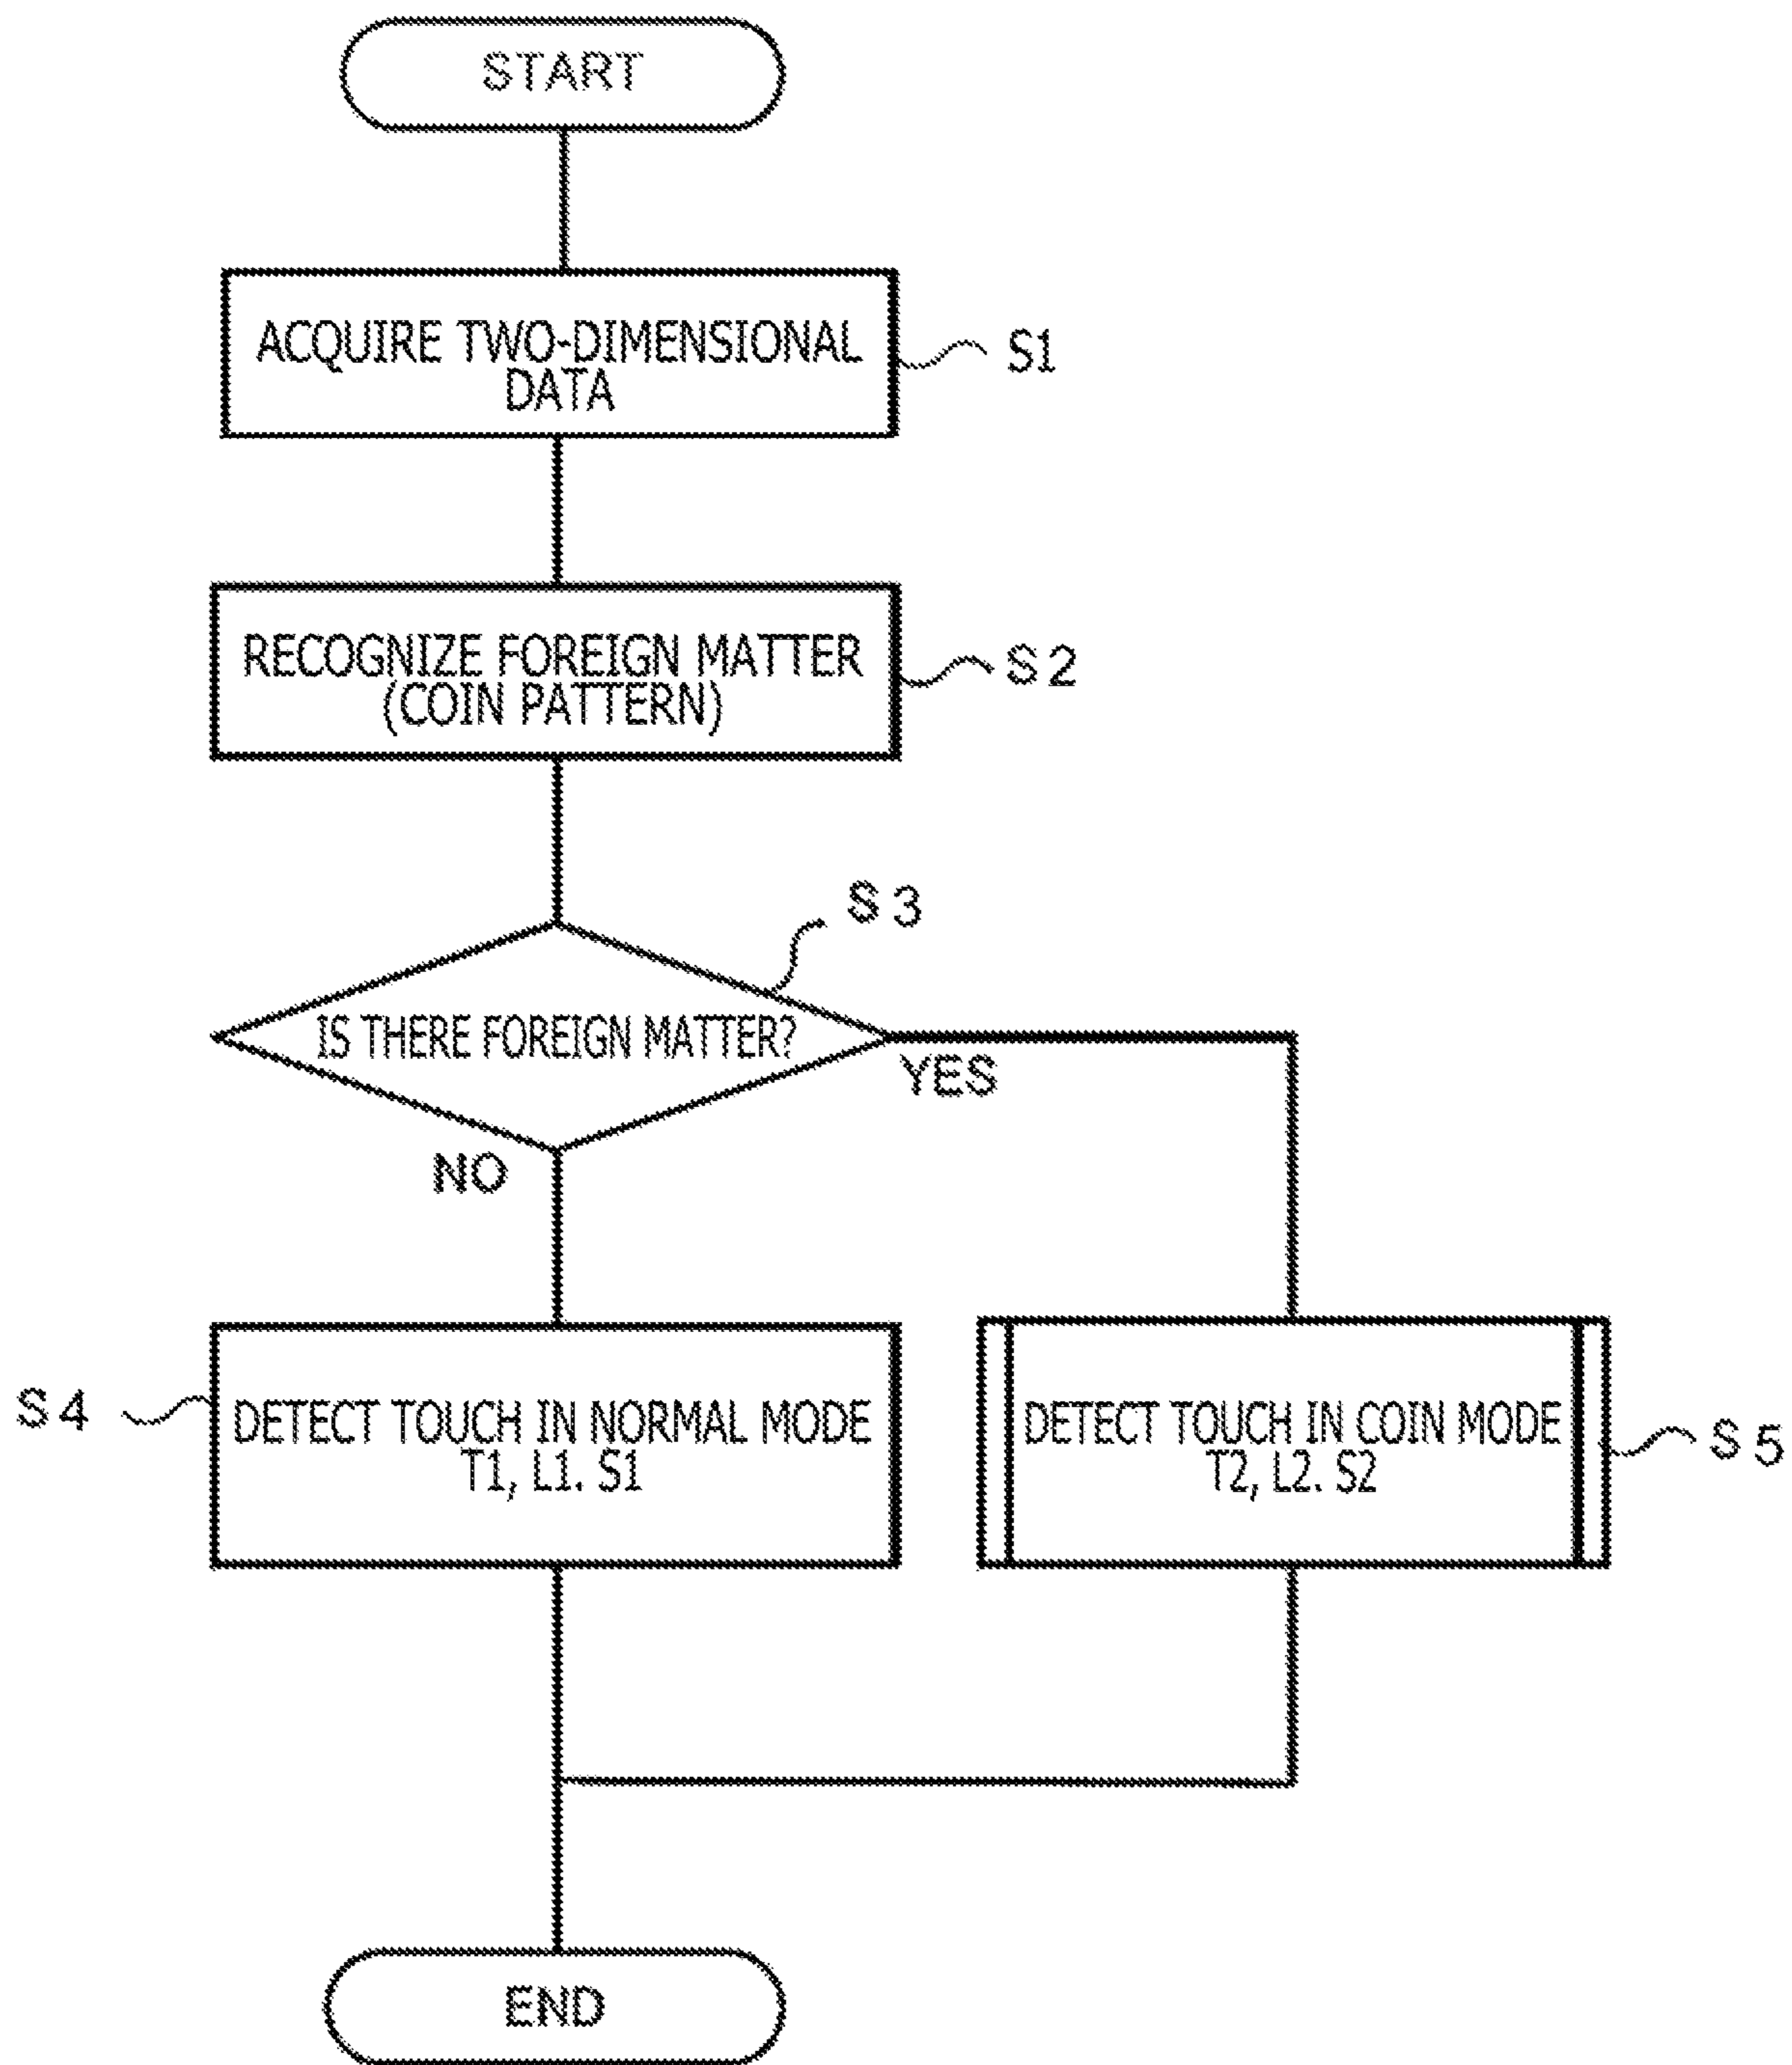 START
ACQUIRE TWO-DIMENSIONAL
DATA
S1
RECOGNIZE FOREIGN MATTER
(COIN PATTERN)
S2
S3
IS THERE FOREIGN MATTER?
YES
NO
S4
DETECT TOUCH IN NORMAL MODE
T1, L1. S1
DETECT TOUCH IN COIN MODE
T2, L2. S2
S5
END